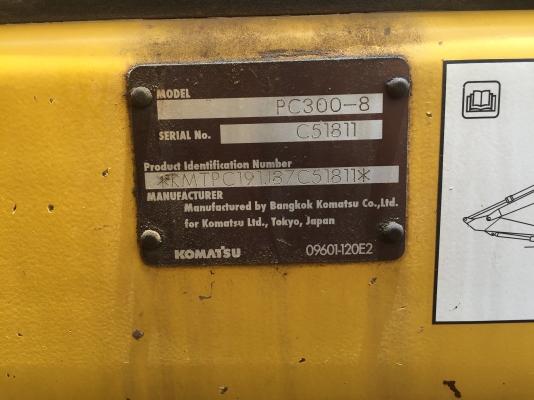 MODEL PC300-8
SERIAL No. C51811
Product Identification Number
*KMTPC191J87C51811*
MANUFACTURER
Manufactured by Bangkok Komatsu Co.,Ltd.
for Komatsu Ltd., Tokyo, Japan
KOMATSU 09601-120E2